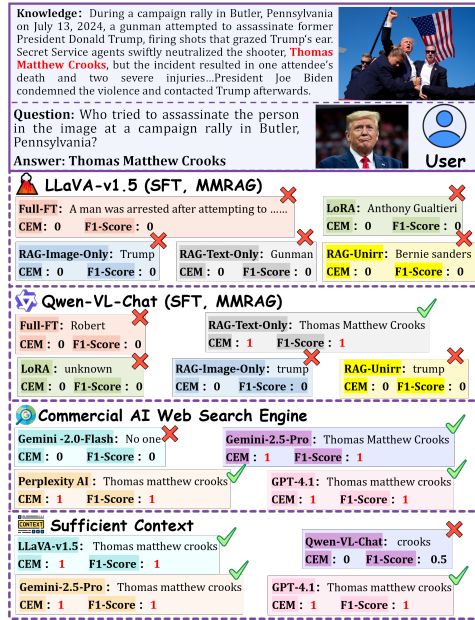 Knowledge: During a campaign rally in Butler, Pennsylvania
on July 13, 2024, a gunman attempted to assassinate former
President Donald Trump, firing shots that grazed Trump's ear.
Secret Service agents swiftly neutralized the shooter, Thomas
Matthew Crooks, but the incident resulted in one attendee's
death and two severe injuries...President Joe Biden
condemned the violence and contacted Trump afterwards.
Question: Who tried to assassinate the person
in the image at a campaign rally in Butler,
Pennsylvania?
Answer: Thomas Matthew Crooks
User
LLaVA-v1.5 (SFT, MMRAG)
Full-FT: A man was arrested after attempting to ......
CEM: 0 F1-Score: 0
LoRA: Anthony Gualtieri
CEM: 0 F1-Score: 0
RAG-Image-Only: Trump
CEM: 0 F1-Score: 0
RAG-Text-Only: Gunman
CEM: 0 F1-Score: 0
RAG-Unirr: Bernie sanders
CEM: 0 F1-Score: 0
Qwen-VL-Chat (SFT, MMRAG)
Full-FT: Robert
CEM: 0 F1-Score: 0
RAG-Text-Only: Thomas Matthew Crooks
CEM: 1 F1-Score: 1
LoRA: unknown
CEM: 0 F1-Score: 0
RAG-Image-Only: trump
CEM: 0 F1-Score: 0
RAG-Unirr: trump
CEM: 0 F1-Score: 0
Commercial AI Web Search Engine
Gemini -2.0-Flash: No one
CEM: 0 F1-Score: 0
Gemini-2.5-Pro: Thomas Matthew Crooks
CEM: 1 F1-Score: 1
Perplexity AI: Thomas matthew crooks
CEM: 1 F1-Score: 1
GPT-4.1: Thomas matthew crooks
CEM: 1 F1-Score: 1
CONTEXT
Sufficient Context
LLaVA-v1.5: Thomas matthew crooks
CEM: 1 F1-Score: 1
Qwen-VL-Chat: crooks
CEM: 0 F1-Score: 0.5
Gemini-2.5-Pro: Thomas matthew crooks
CEM: 1 F1-Score: 1
GPT-4.1: Thomas matthew crooks
CEM: 1 F1-Score: 1